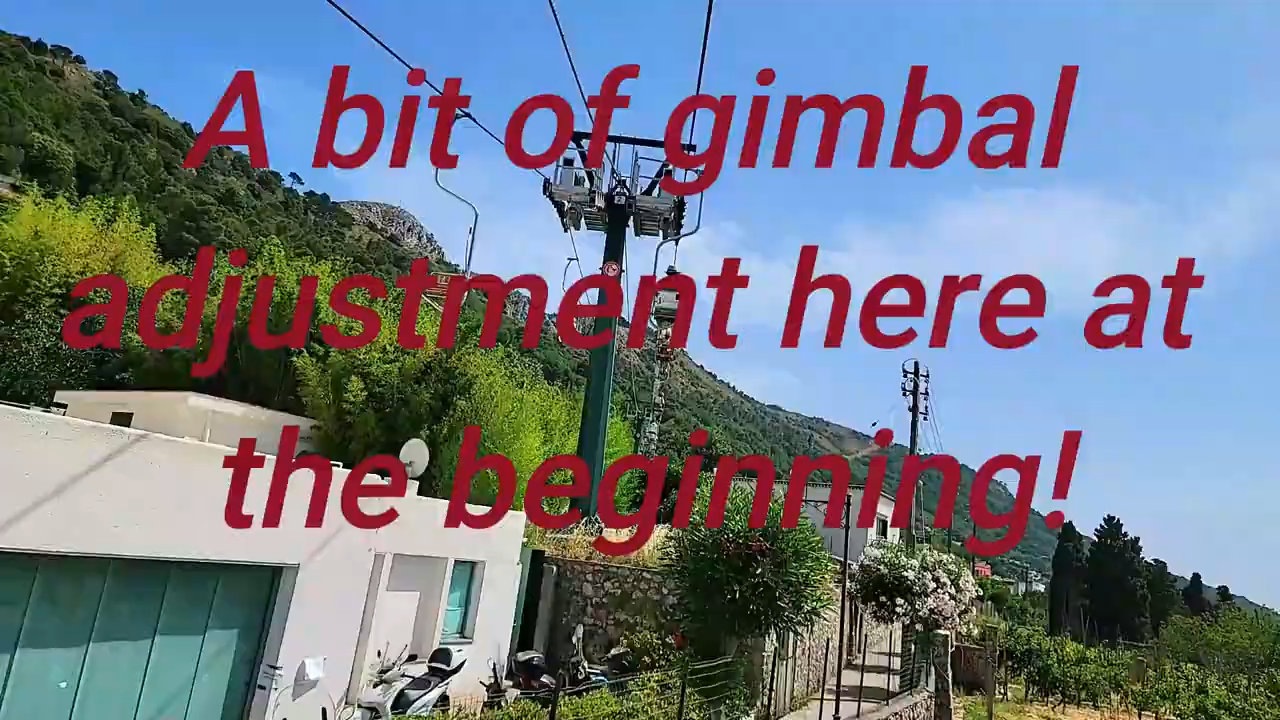 A bit of gimbal
adjustment here at
the beginning!